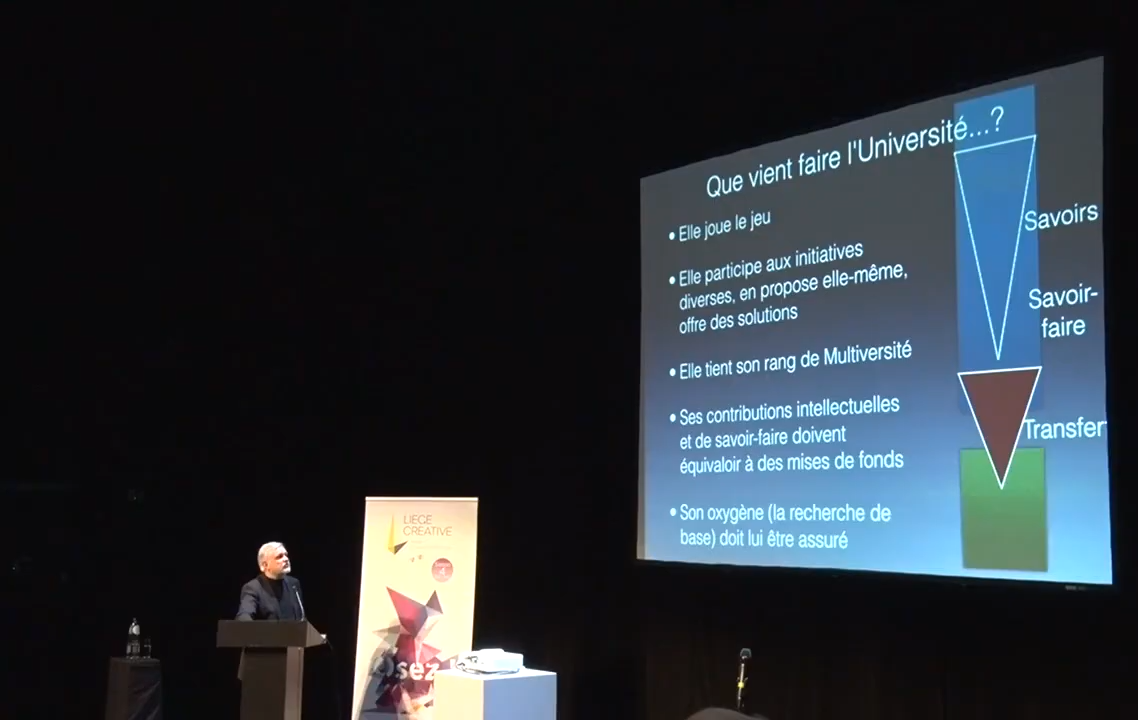 Que vient faire l'Université...?
• Elle joue le jeu
• Elle participe aux initiatives
diverses, en propose elle-même,
offre des solutions
• Elle tient son rang de Multiversité
• Ses contributions intellectuelles
et de savoir-faire doivent
équivaloir à des mises de fonds
• Son oxygène (la recherche de
base) doit lui être assuré
Savoirs
Savoir-
faire
Transfer
LIEGE
CREATIVE